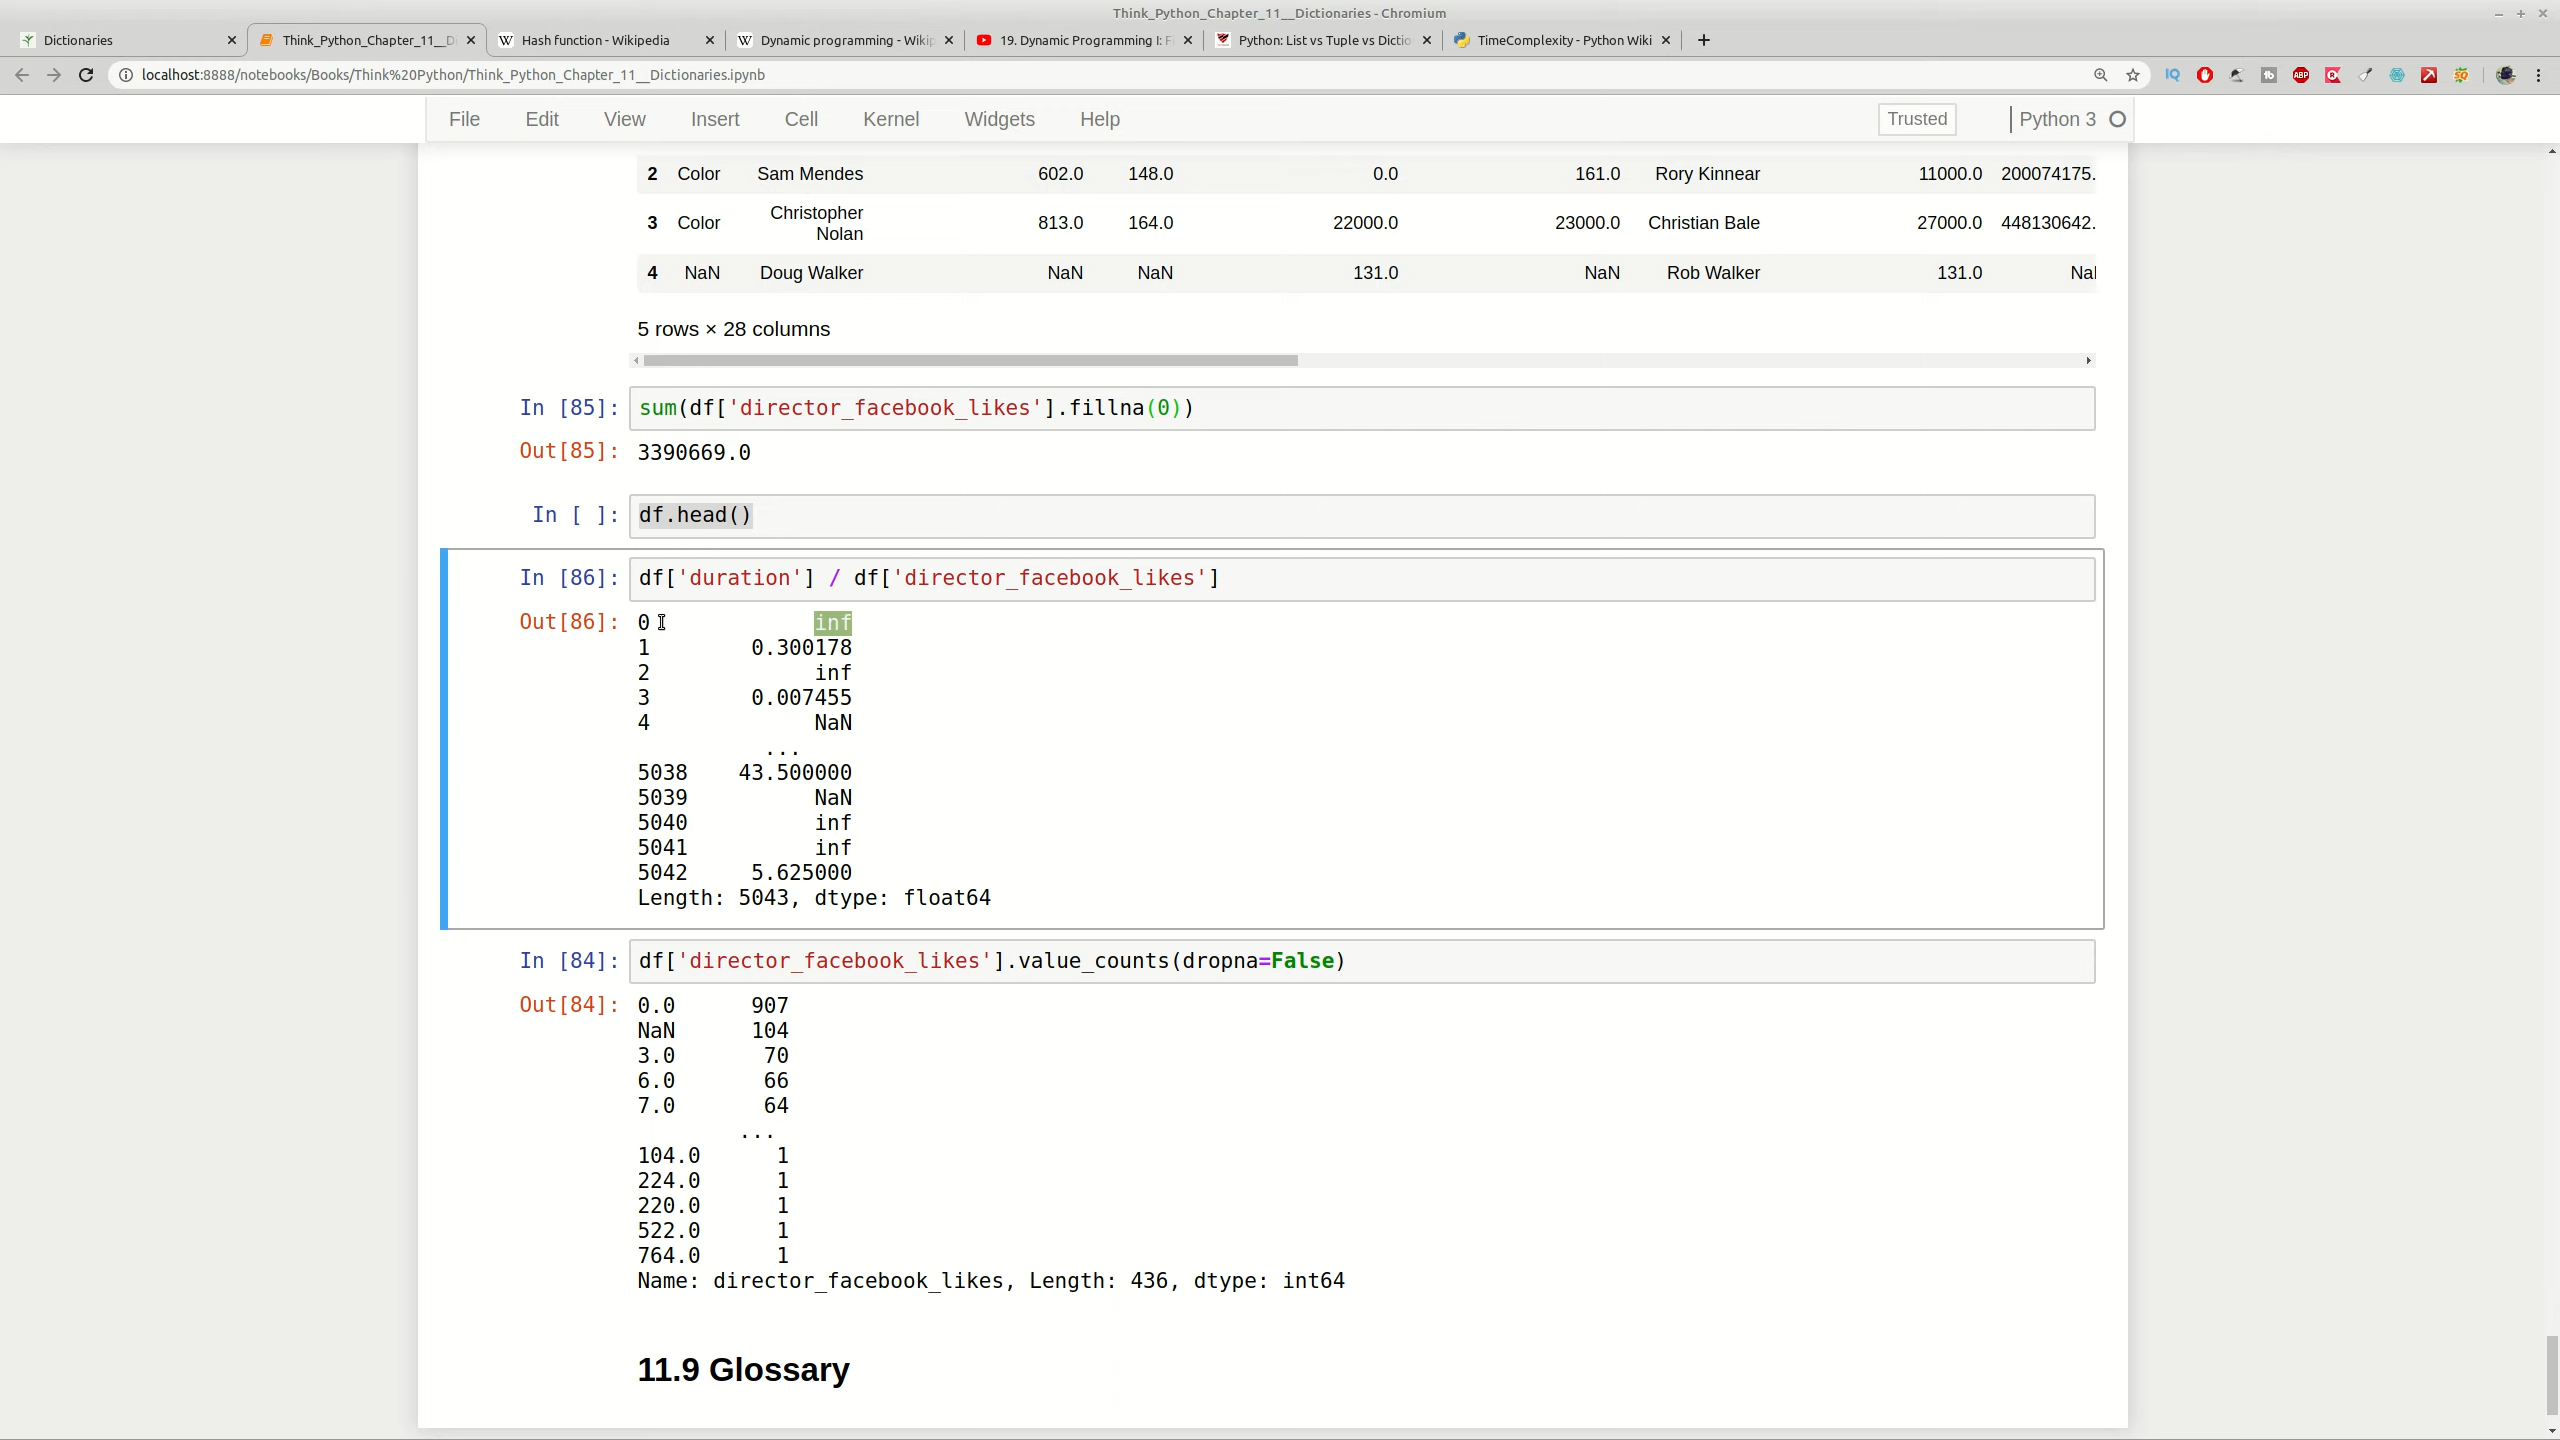 Think_Python_Chapter_11__Dictionaries - Chromium
Dictionaries
Think_Python_Chapter_11__D
Hash function - Wikipedia
Dynamic programming - Wikip
19. Dynamic Programming I: F
Python: List vs Tuple vs Dictio
TimeComplexity - Python Wiki
localhost:8888/notebooks/Books/Think%20Python/Think_Python_Chapter_11__Dictionaries.ipynb
File Edit View Insert Cell Kernel Widgets Help Trusted Python 3
2 Color Sam Mendes 602.0 148.0 0.0 161.0 Rory Kinnear 11000.0 200074175.
3 Color Christopher Nolan 813.0 164.0 22000.0 23000.0 Christian Bale 27000.0 448130642.
4 NaN Doug Walker NaN NaN 131.0 NaN Rob Walker 131.0 Na
5 rows × 28 columns
In [85]: sum(df['director_facebook_likes'].fillna(0))
Out[85]: 3390669.0
In [ ]: df.head()
In [86]: df['duration'] / df['director_facebook_likes']
Out[86]: 0 inf
1 0.300178
2 inf
3 0.007455
4 NaN
...
5038 43.500000
5039 NaN
5040 inf
5041 inf
5042 5.625000
Length: 5043, dtype: float64
In [84]: df['director_facebook_likes'].value_counts(dropna=False)
Out[84]: 0.0 907
NaN 104
3.0 70
6.0 66
7.0 64
...
104.0 1
224.0 1
220.0 1
522.0 1
764.0 1
Name: director_facebook_likes, Length: 436, dtype: int64
11.9 Glossary